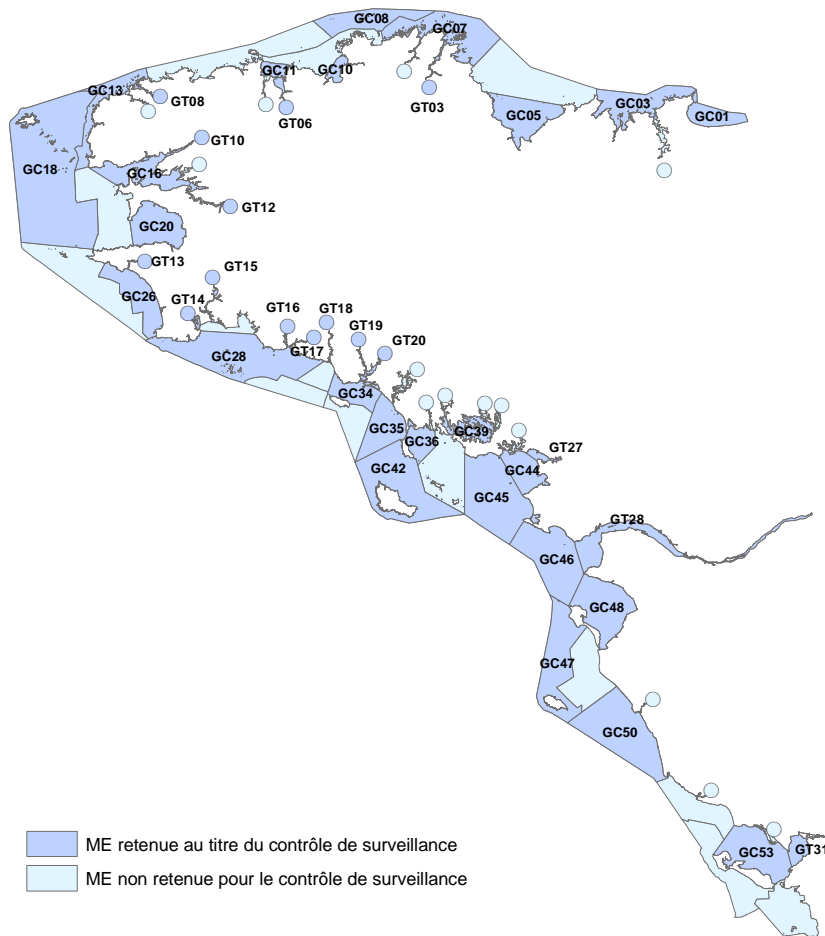 GC08
GC07
GC11
GC10
GC13
GT08
GT06
GT03
GC05
GC03
GC01
GT10
GC18
GC16
GT12
GC20
GT13
GT15
GC26
GT14
GT16
GT18
GT19
GT20
GT17
GC28
GC34
GC35
GC36
GC39
GT27
GC44
GC42
GC45
GT28
GC46
GC48
GC47
GC50
GC53
GT31
ME retenue au titre du contrôle de surveillance
ME non retenue pour le contrôle de surveillance